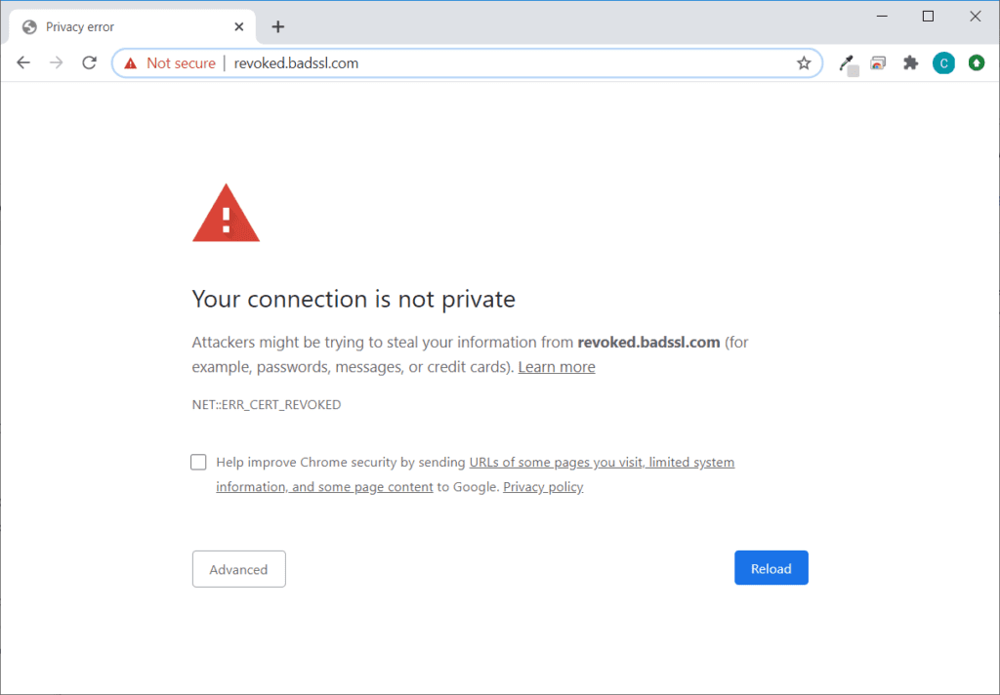 Privacy error
Not secure | revoked.badssl.com
C
Your connection is not private
Attackers might be trying to steal your information from revoked.badssl.com (for
example, passwords, messages, or credit cards). Learn more
NET::ERR_CERT_REVOKED
Help improve Chrome security by sending URLs of some pages you visit, limited system
information, and some page content to Google. Privacy policy
Advanced
Reload